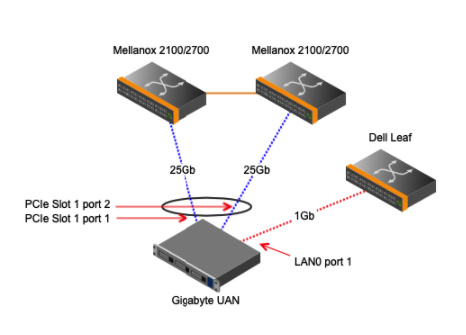 Mellanox 2100/2700
Mellanox 2100/2700
Dell Leaf
25Gb
25Gb
PCIe Slot 1 port 2
PCIe Slot 1 port 1
1Gb
LAN0 port 1
Gigabyte UAN